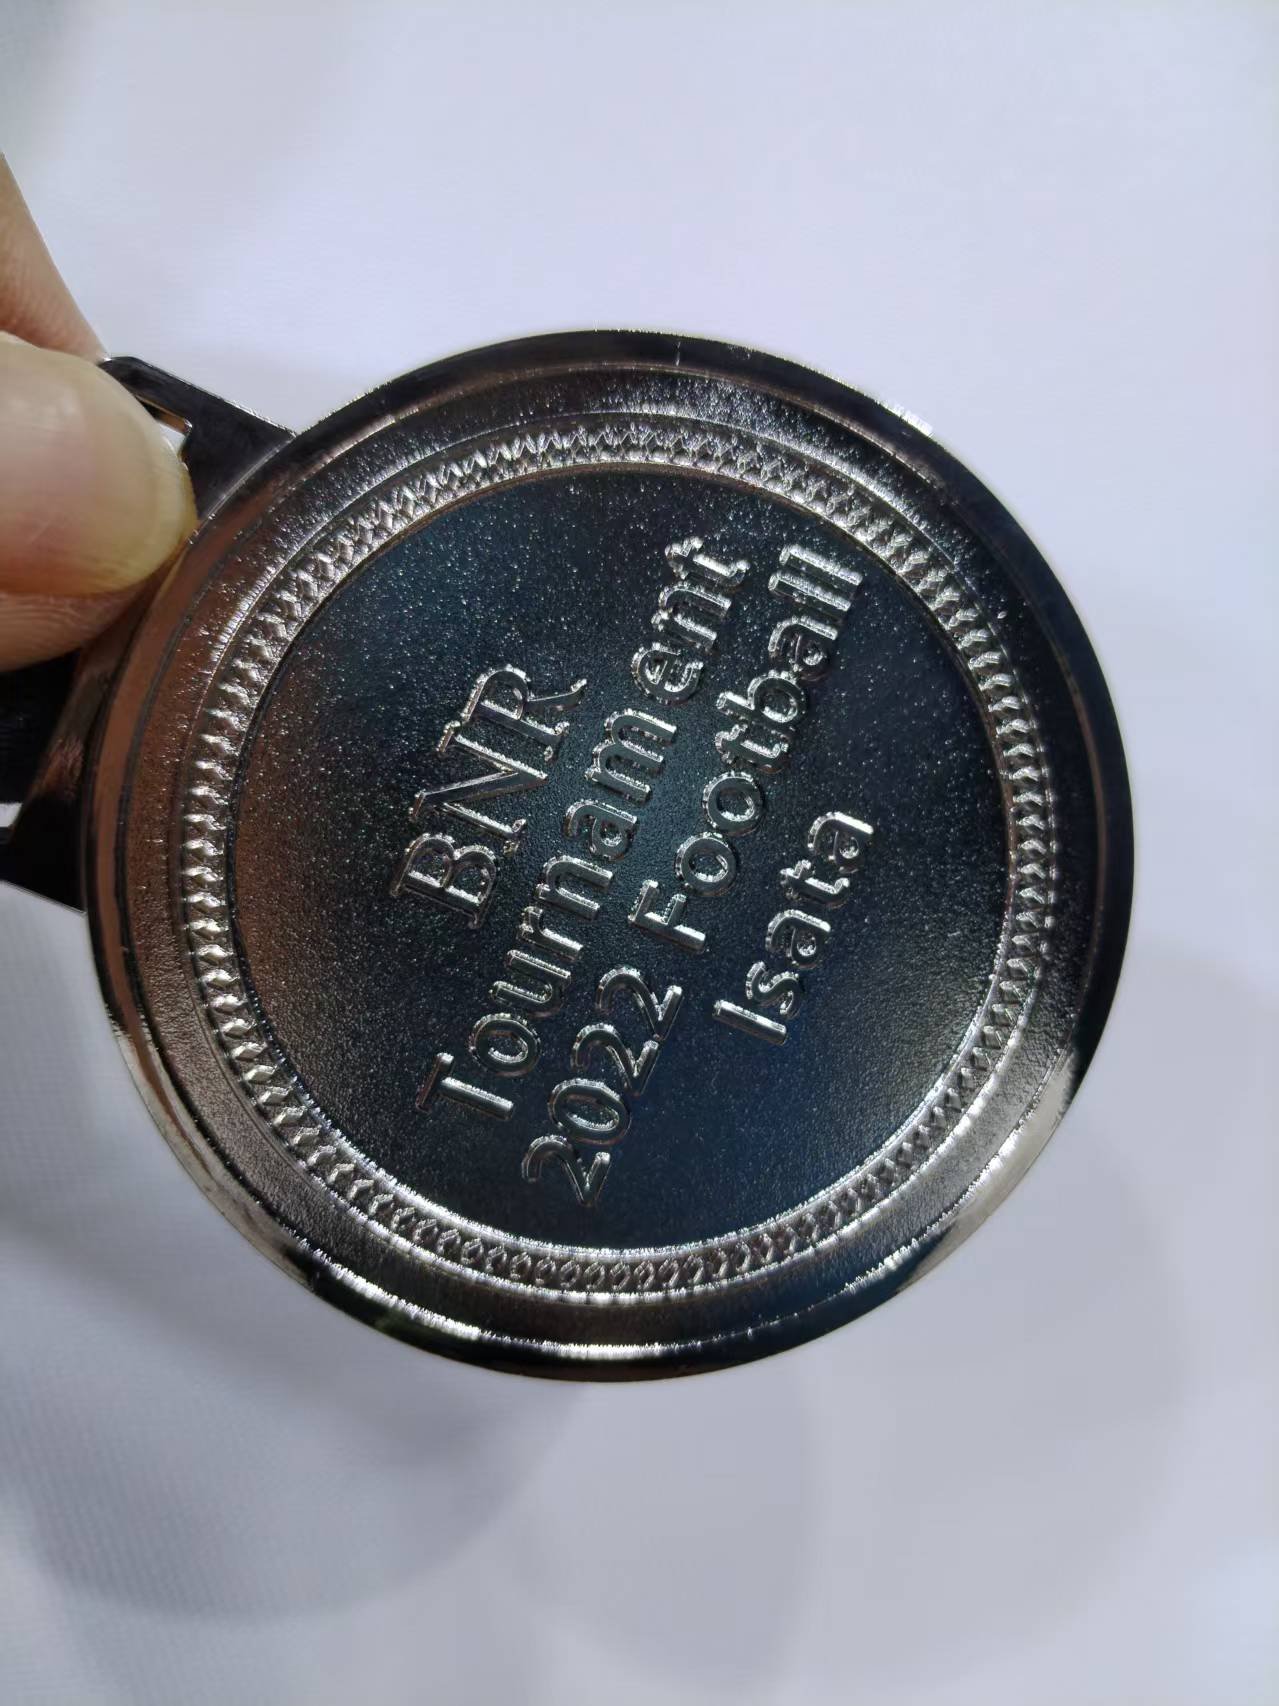 BNR
Tournament
2022 Football
Isata